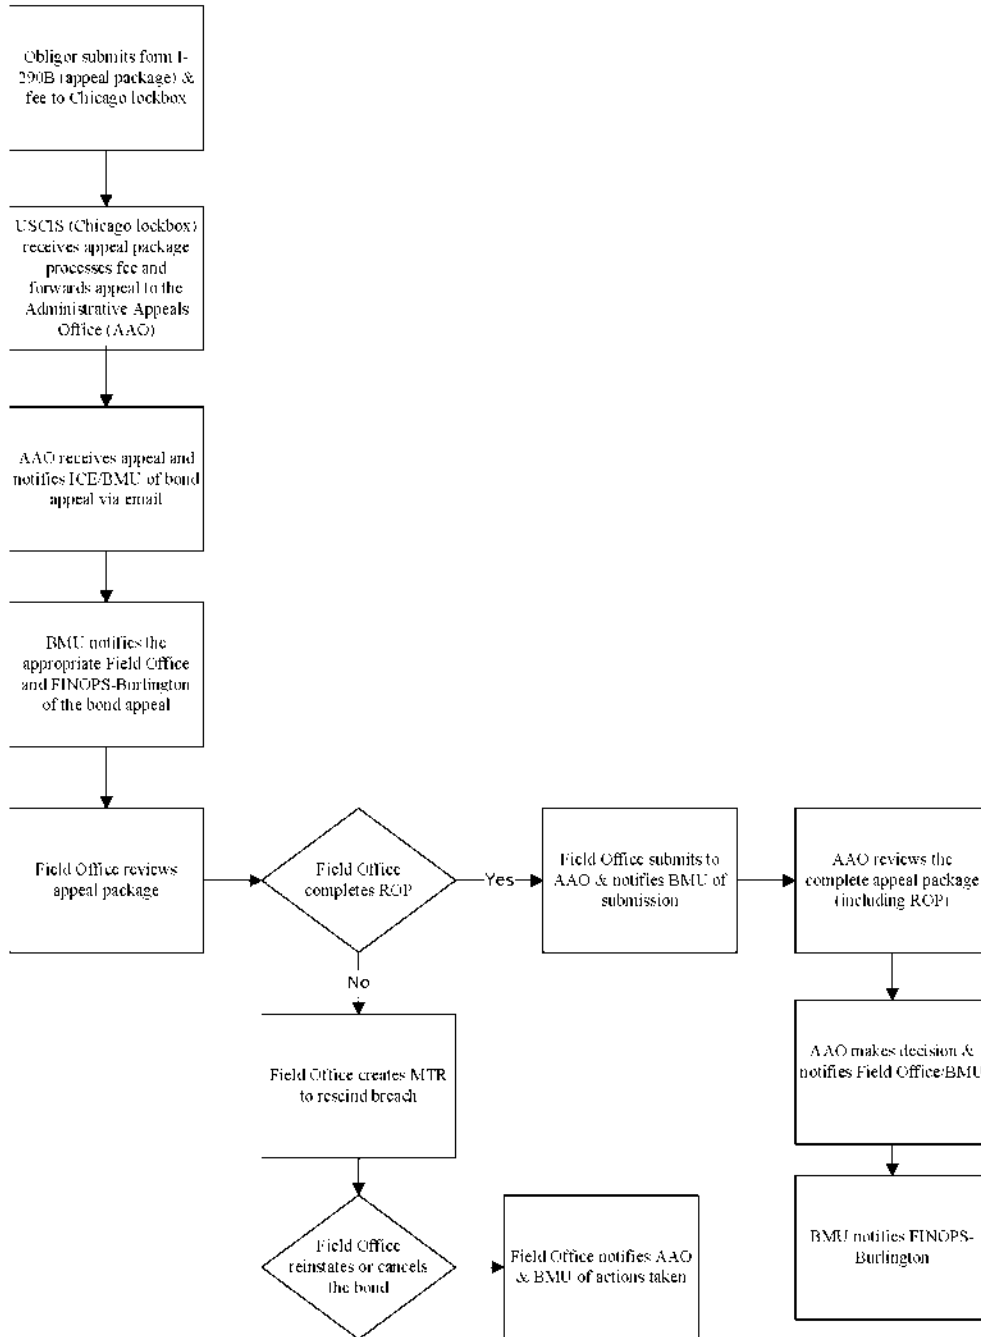 Obligor submits form I-
290B (appeal package) &
fee to Chicago lockbox
USCIS (Chicago lockbox)
receives appeal package
processes fee and
forwards appeal to the
Administrative Appeals
Office (AAO)
AAO receives appeal and
notifies ICE/BMU of bond
appeal via email
BMU notifies the
appropriate Field Office
and FINOPS-Burlington
of the bond appeal
Field Office reviews
appeal package
Field Office
completes ROP
Yes
Field Office submits to
AAO & notifies BMU of
submission
AAO reviews the
complete appeal package
(including ROP)
No
Field Office creates MTR
to rescind breach
AAO makes decision &
notifies Field Office/BMU
Field Office
reinstates or cancels
the bond
Field Office notifies AAO
& BMU of actions taken
BMU notifies FINOPS-
Burlington